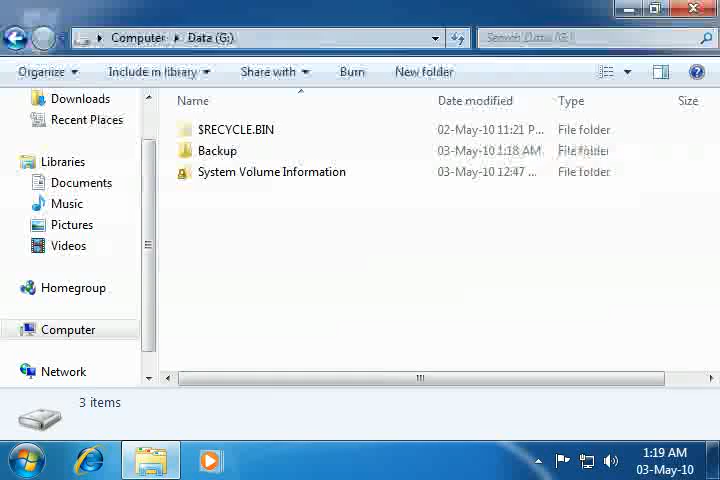 Computer Data (G:) Search Data (G:)
Organize Include in library Share with Burn New folder
Downloads
Recent Places
Libraries
Documents
Music
Pictures
Videos
Homegroup
Computer
Network
Name Date modified Type Size
$RECYCLE.BIN 02-May-10 11:21 P... File folder
Backup 03-May-10 1:18 AM File folder
System Volume Information 03-May-10 12:47 ... File folder
3 items
1:19 AM
03-May-10